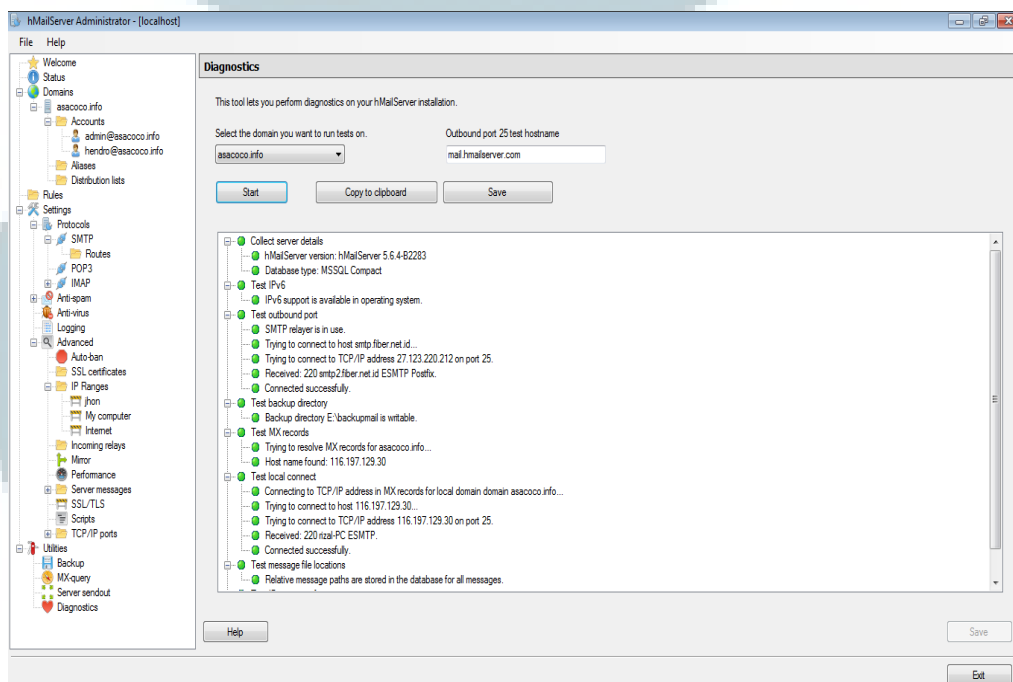 hMailServer Administrator - [localhost]
File Help
Welcome
Status
Domains
asacoco.info
Accounts
admin@asacoco.info
hendro@asacoco.info
Aliases
Distribution lists
Rules
Settings
Protocols
SMTP
Routes
POP3
IMAP
Anti-spam
Anti-virus
Logging
Advanced
Auto-ban
SSL certificates
IP Ranges
jhon
My computer
Internet
Incoming relays
Mirror
Performance
Server messages
SSL/TLS
Scripts
TCP/IP ports
Utilities
Backup
MX-query
Server sendout
Diagnostics
Diagnostics
This tool lets you perform diagnostics on your hMailServer installation.
Select the domain you want to run tests on. Outbound port 25 test hostname
asacoco.info mail.hmailserver.com
Start Copy to clipboard Save
Collect server details
hMailServer version: hMailServer 5.6.4-B2283
Database type: MSSQL Compact
Test IPv6
IPv6 support is available in operating system.
Test outbound port
SMTP relayer is in use.
Trying to connect to host smtp.fiber.net.id...
Trying to connect to TCP/IP address 27.123.220.212 on port 25.
Received: 220 smtp2.fiber.net.id ESMTP Postfix.
Connected successfully.
Test backup directory
Backup directory E:\backupmail is writable.
Test MX records
Trying to resolve MX records for asacoco.info...
Host name found: 116.197.129.30
Test local connect
Connecting to TCP/IP address in MX records for local domain domain asacoco.info...
Trying to connect to host 116.197.129.30...
Trying to connect to TCP/IP address 116.197.129.30 on port 25.
Received: 220 rizal-PC ESMTP.
Connected successfully.
Test message file locations
Relative message paths are stored in the database for all messages.
Help Save
Exit